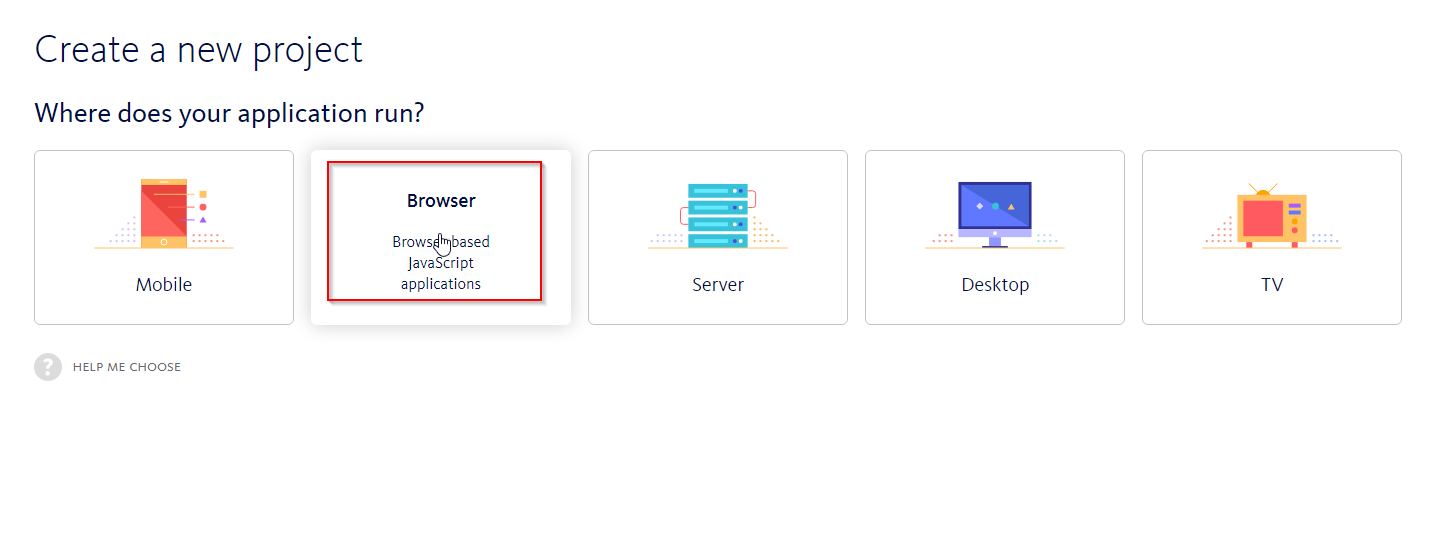 Create a new project
Where does your application run?
Mobile
Browser
Browser-based
JavaScript
applications
Server
Desktop
TV
? HELP ME CHOOSE